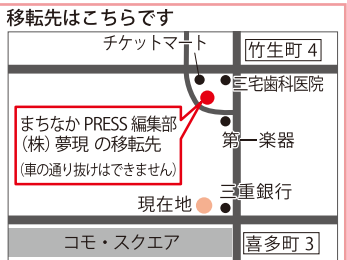 移転先はこちらです
チケットマート
竹生町 4
三宅歯科医院
まちなか PRESS 編集部
(株) 夢現 の移転先
(車の通り抜けはできません)
第一楽器
三重銀行
現在地
コモ・スクエア
喜多町 3